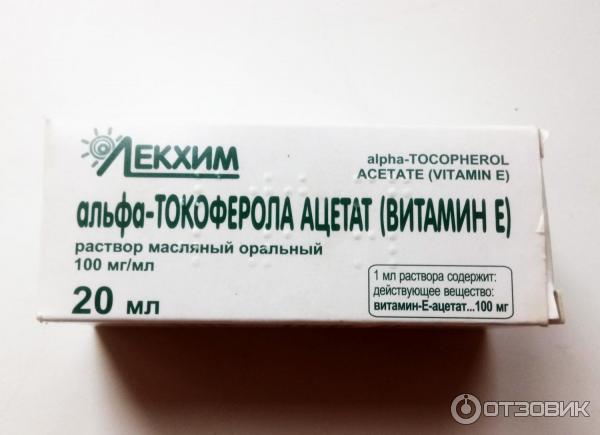 ЛЕКХИМ
alpha-TOCOPHEROL
ACETATE (VITAMIN E)
альфа-ТОКОФЕРОЛА АЦЕТАТ (ВИТАМИН Е)
раствор масляный оральный
100 мг/мл
20 мл
1 мл раствора содержит:
действующее вещество:
витамин-Е-ацетат...100 мг
ОТЗОВИК